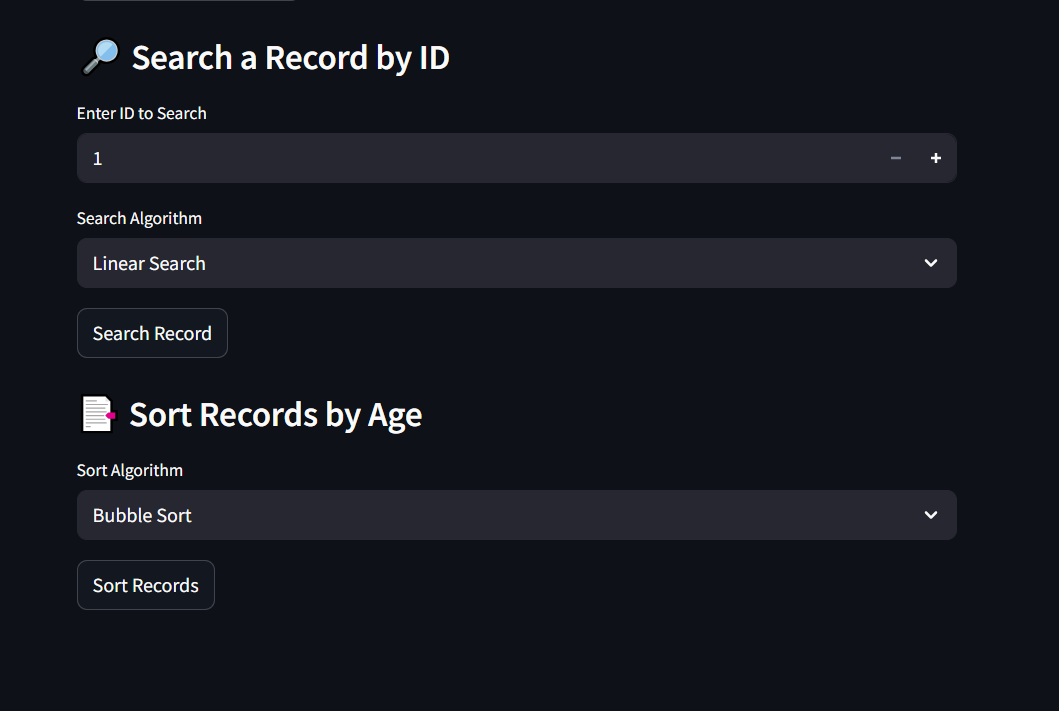 Search a Record by ID
Enter ID to Search
1
Search Algorithm
Linear Search
Search Record
Sort Records by Age
Sort Algorithm
Bubble Sort
Sort Records